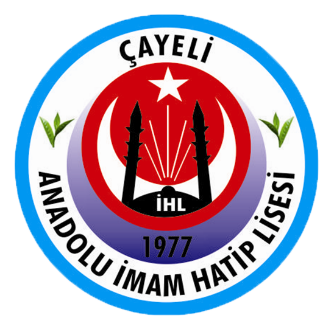 ÇAYELİ
İHL
1977
ANADOLU İMAM HATİP LİSESİ